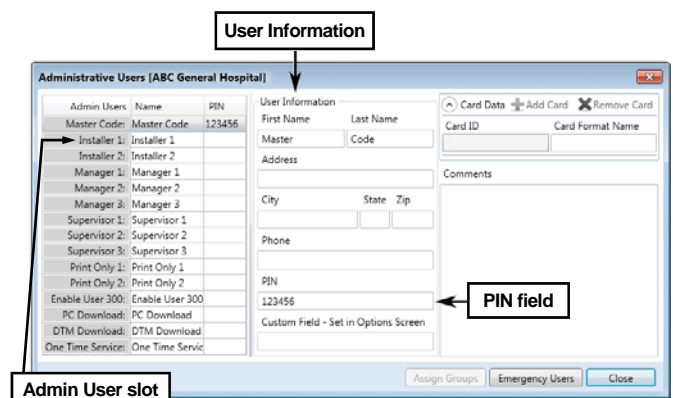 User Information
Administrative Users [ABC General Hospital]
Admin Users Name PIN
Master Code: Master Code 123456
Installer 1: Installer 1
Installer 2: Installer 2
Manager 1: Manager 1
Manager 2: Manager 2
Manager 3: Manager 3
Supervisor 1: Supervisor 1
Supervisor 2: Supervisor 2
Supervisor 3: Supervisor 3
Print Only 1: Print Only 1
Print Only 2: Print Only 2
Enable User 300: Enable User 300
PC Download: PC Download
DTM Download: DTM Download
One Time Service: One Time Servic
User Information
First Name Last Name
Master Code
Address
City State Zip
Phone
PIN
123456
Custom Field - Set in Options Screen
Card Data Add Card Remove Card
Card ID Card Format Name
Comments
PIN field
Assign Groups Emergency Users Close
Admin User slot